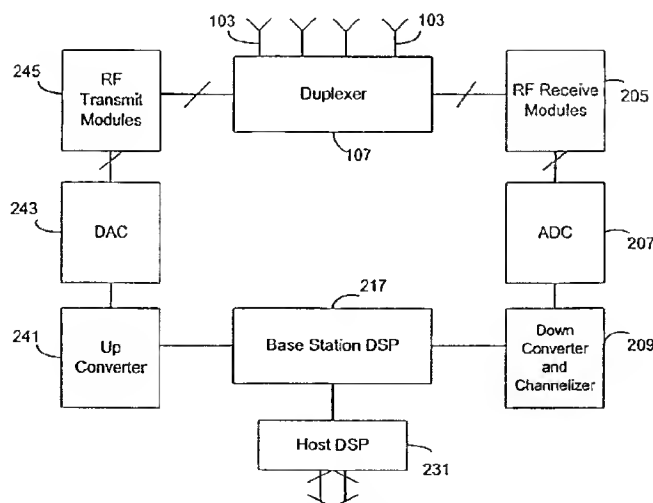 103
103
245
RF
Transmit
Modules
Duplexer
107
RF Receive
Modules
205
243
DAC
ADC
207
217
241
Up
Converter
Base Station DSP
Down
Converter
and
Channelizer
209
Host DSP
231